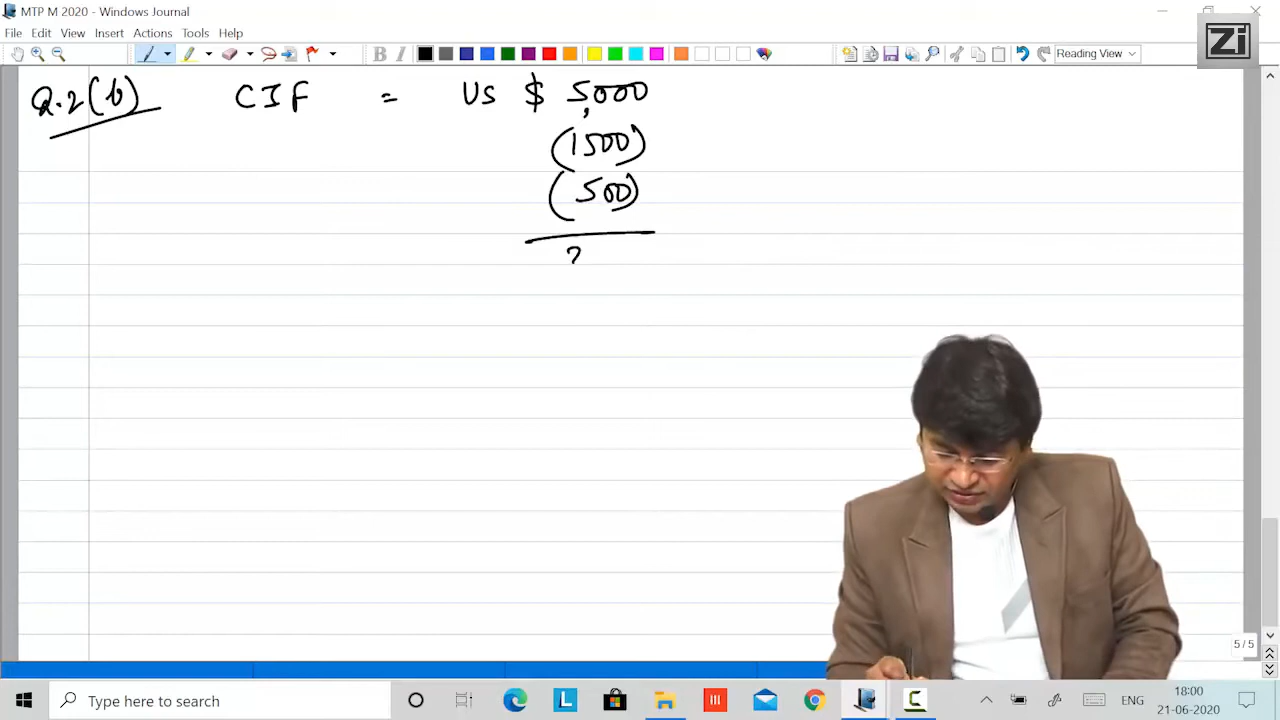 MTP M 2020 - Windows Journal
File Edit View Insert Actions Tools Help
Zi
B I Reading View
Q.2(b) CIF = US $ 5,000
(1500)
(500)
3
5 / 5
Type here to search
L
ENG
18:00
21-06-2020